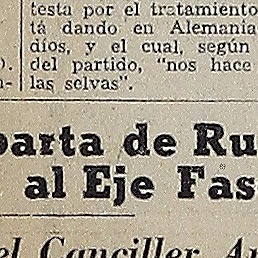 testa por el tratamiento
tá dando en Alemania
díos, y el cual, según
del partido, "nos hace
las selvas".
parta de Ru
al Eje Fas
el Canciller